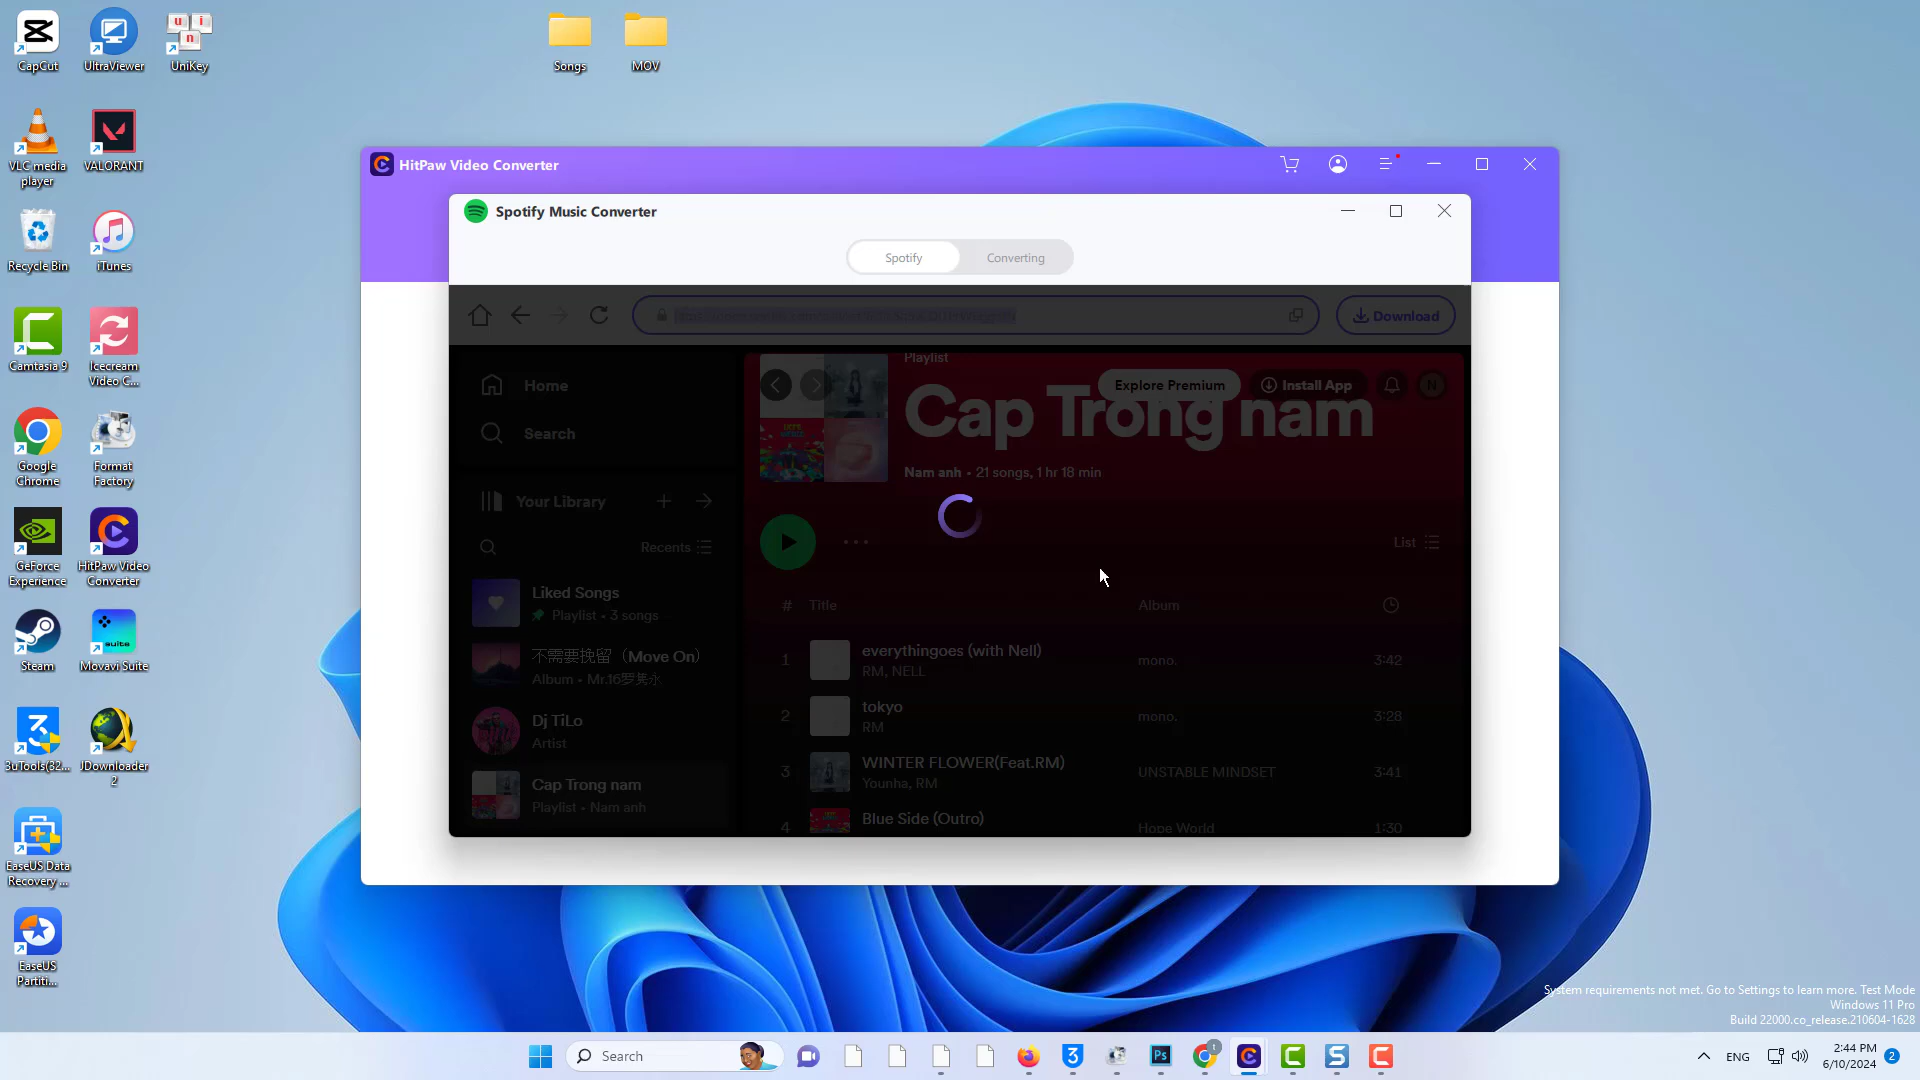 CapCut
UltraViewer
UniKey
Songs
MOV
VLC media
player
VALORANT
Recycle Bin
iTunes
Camtasia 9
Icecream
Video C...
Google
Chrome
Format
Factory
GeForce
Experience
HitPaw Video
Converter
Steam
Movavi Suite
suite
3uTools(32...
JDownloader
2
EaseUS Data
Recovery ...
EaseUS
Partiti...
HitPaw Video Converter
Spotify Music Converter
Spotify
Converting
Download
Home
Search
Your Library
Recents
Liked Songs
Playlist • 3 songs
不需要挽留（Move On）
Album • Mr.16罗隽永
Dj TiLo
Artist
Cap Trong nam
Playlist • Nam anh
Playlist
Explore Premium
Install App
N
Cap Trong nam
Nam anh • 21 songs, 1 hr 18 min
List
# Title Album
1 everythingoes (with Nell) mono. 3:42
RM, NELL
2 tokyo mono. 3:28
RM
3 WINTER FLOWER(Feat.RM) UNSTABLE MINDSET 3:41
Younha, RM
4 Blue Side (Outro) Hope World 1:30
System requirements not met. Go to Settings to learn more. Test Mode
Windows 11 Pro
Build 22000.co_release.210604-1628
Search
Ps
t
ENG
2:44 PM
6/10/2024
2